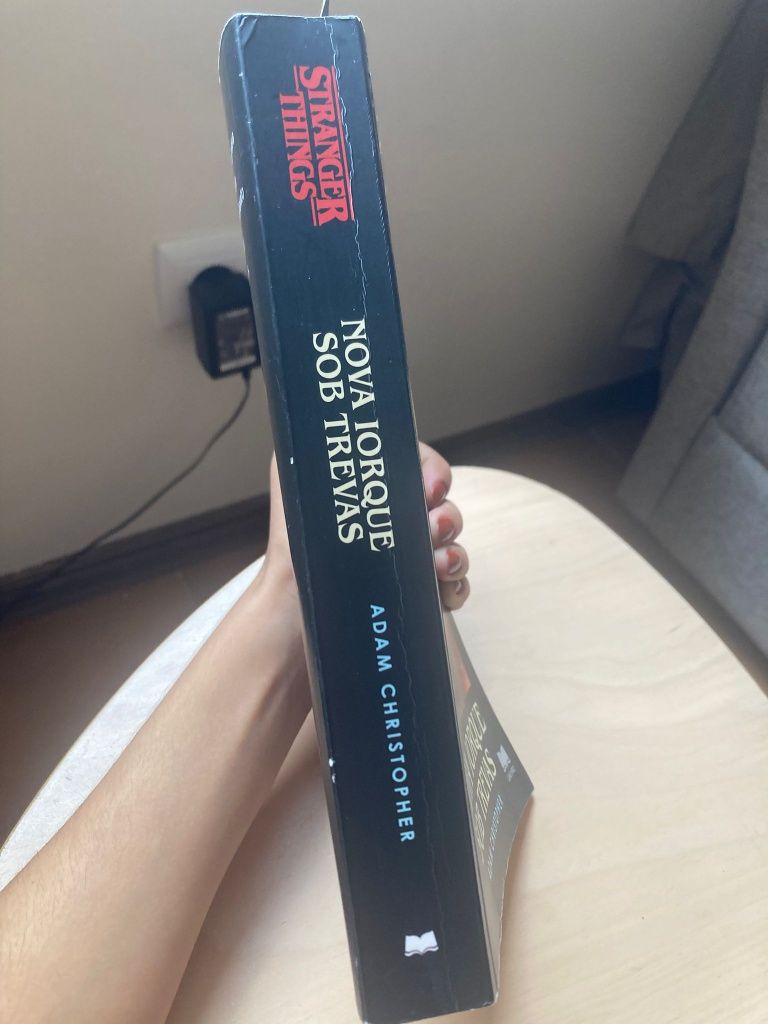 STRANGER
THINGS
NOVA IORQUE
SOB TREVAS
ADAM CHRISTOPHER